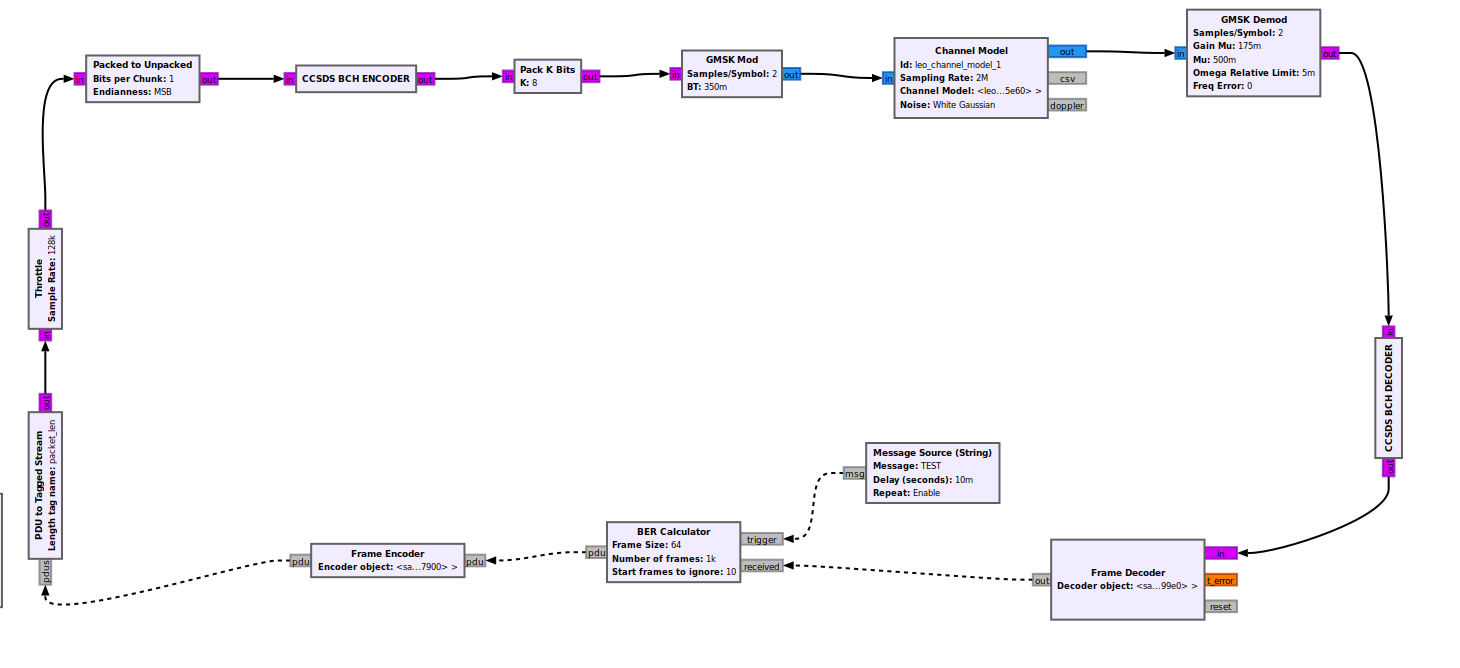 Packed to Unpacked
Bits per Chunk: 1
Endianness: MSB
in
out
CCSDS BCH ENCODER
in
out
Pack K Bits
K: 8
in
out
GMSK Mod
Samples/Symbol: 2
BT: 350m
in
out
Channel Model
Id: leo_channel_model_1
Sampling Rate: 2M
Channel Model: <leo...5e60> >
Noise: White Gaussian
in
out
csv
doppler
GMSK Demod
Samples/Symbol: 2
Gain Mu: 175m
Mu: 500m
Omega Relative Limit: 5m
Freq Error: 0
in
out
out
Throttle
Sample Rate: 128k
in
out
PDU to Tagged Stream
Length tag name: packet_len
pdus
in
CCSDS BCH DECODER
out
Message Source (String)
Message: TEST
Delay (seconds): 10m
Repeat: Enable
msg
BER Calculator
Frame Size: 64
Number of frames: 1k
Start frames to ignore: 10
pdu
trigger
received
Frame Encoder
Encoder object: <sa...7900> >
pdu
pdu
Frame Decoder
Decoder object: <sa...99e0> >
out
in
t_error
reset